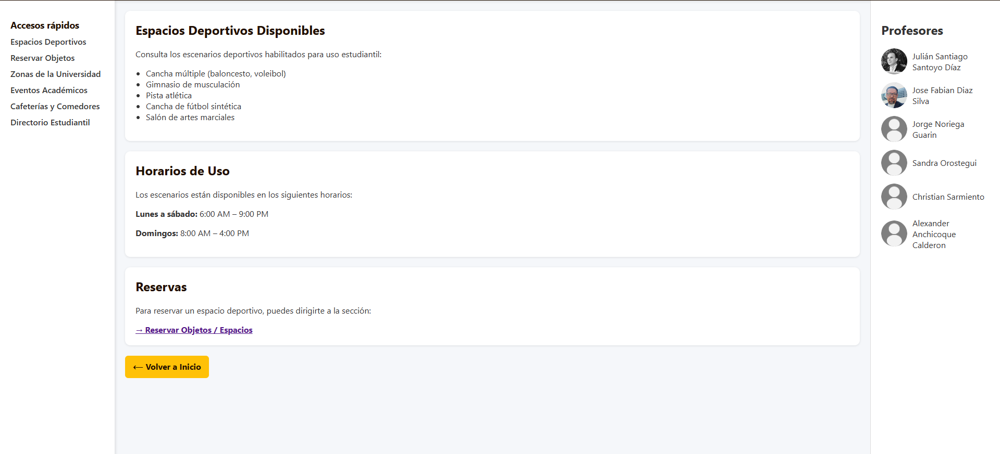 Accesos rápidos
Espacios Deportivos
Reservar Objetos
Zonas de la Universidad
Eventos Académicos
Cafeterías y Comedores
Directorio Estudiantil
Espacios Deportivos Disponibles
Consulta los escenarios deportivos habilitados para uso estudiantil:
• Cancha múltiple (baloncesto, voleibol)
• Gimnasio de musculación
• Pista atlética
• Cancha de fútbol sintética
• Salón de artes marciales
Horarios de Uso
Los escenarios están disponibles en los siguientes horarios:
Lunes a sábado: 6:00 AM – 9:00 PM
Domingos: 8:00 AM – 4:00 PM
Reservas
Para reservar un espacio deportivo, puedes dirigirte a la sección:
→ Reservar Objetos / Espacios
⟵ Volver a Inicio
Profesores
Julián Santiago
Santoyo Díaz
Jose Fabian Diaz
Silva
Jorge Noriega
Guarin
Sandra Orostegui
Christian Sarmiento
Alexander
Anchicoque
Calderon